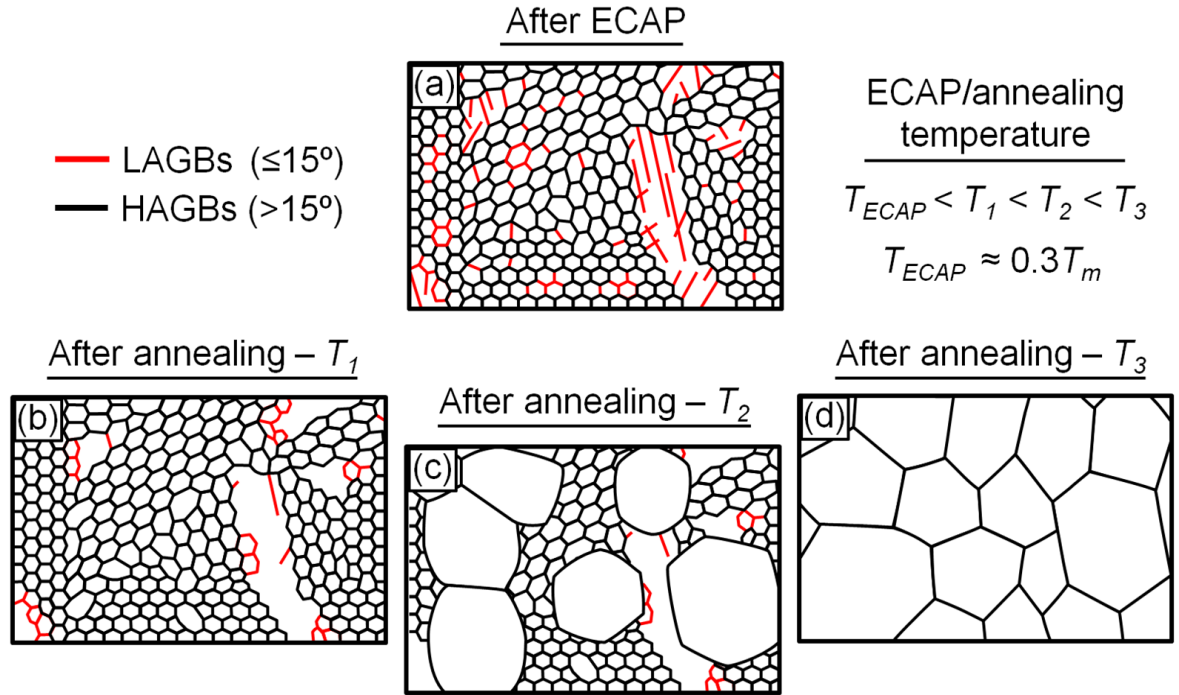 After ECAP
(a)
LAGBs (≤15º)
HAGBs (>15º)
ECAP/annealing
temperature
T_ECAP < T_1 < T_2 < T_3
T_ECAP ≈ 0.3T_m
After annealing – T_1
(b)
After annealing – T_2
(c)
After annealing – T_3
(d)